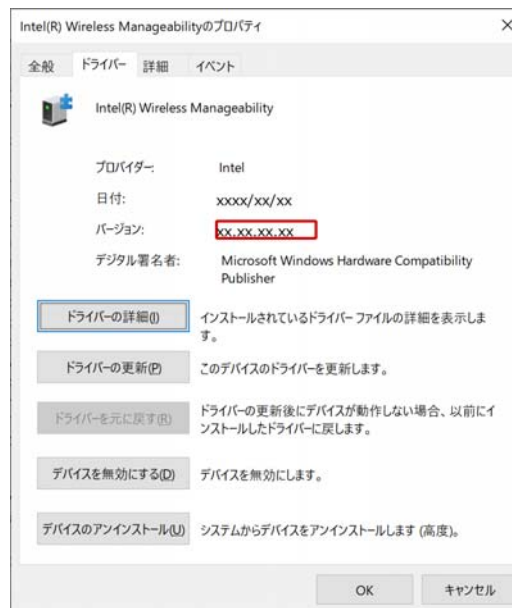 Intel(R) Wireless Manageabilityのプロパティ
全般 ドライバー 詳細 イベント
Intel(R) Wireless Manageability
プロバイダー: Intel
日付: xxxx/xx/xx
バージョン: xx.xx.xx.xx
デジタル署名者: Microsoft Windows Hardware Compatibility
Publisher
ドライバーの詳細(I) インストールされているドライバー ファイルの詳細を表示しま
す。
ドライバーの更新(P) このデバイスのドライバーを更新します。
ドライバーを元に戻す(R) ドライバーの更新後にデバイスが動作しない場合、以前にイ
ンストールしたドライバーに戻します。
デバイスを無効にする(D) デバイスを無効にします。
デバイスのアンインストール(U) システムからデバイスをアンインストールします (高度)。
OK キャンセル